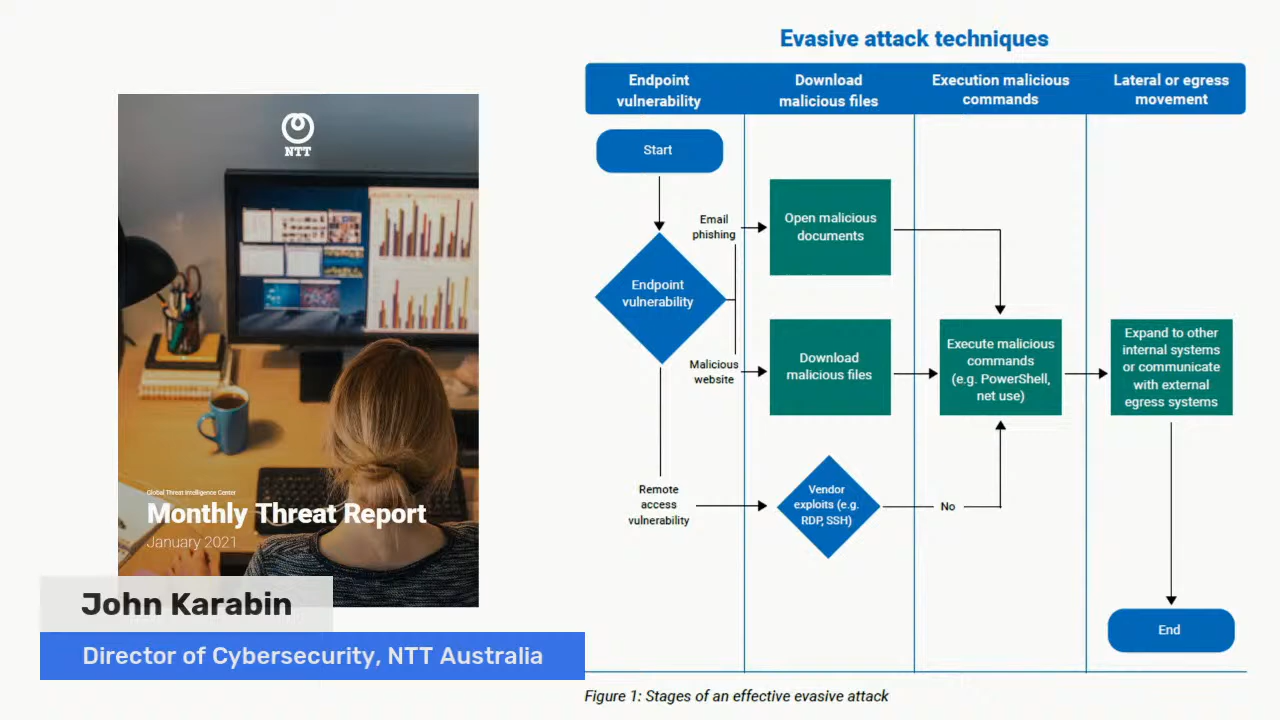 NTT
Global Threat Intelligence Center
Monthly Threat Report
January 2021
John Karabin
Director of Cybersecurity, NTT Australia
Evasive attack techniques
Endpoint
vulnerability
Download
malicious files
Execution malicious
commands
Lateral or egress
movement
Start
Email
phishing
Open malicious
documents
Endpoint
vulnerability
Malicious
website
Download
malicious files
Execute malicious
commands
(e.g. PowerShell,
net use)
Expand to other
internal systems
or communicate
with external
egress systems
Remote
access
vulnerability
Vendor
exploits (e.g.
RDP, SSH)
No
End
Figure 1: Stages of an effective evasive attack